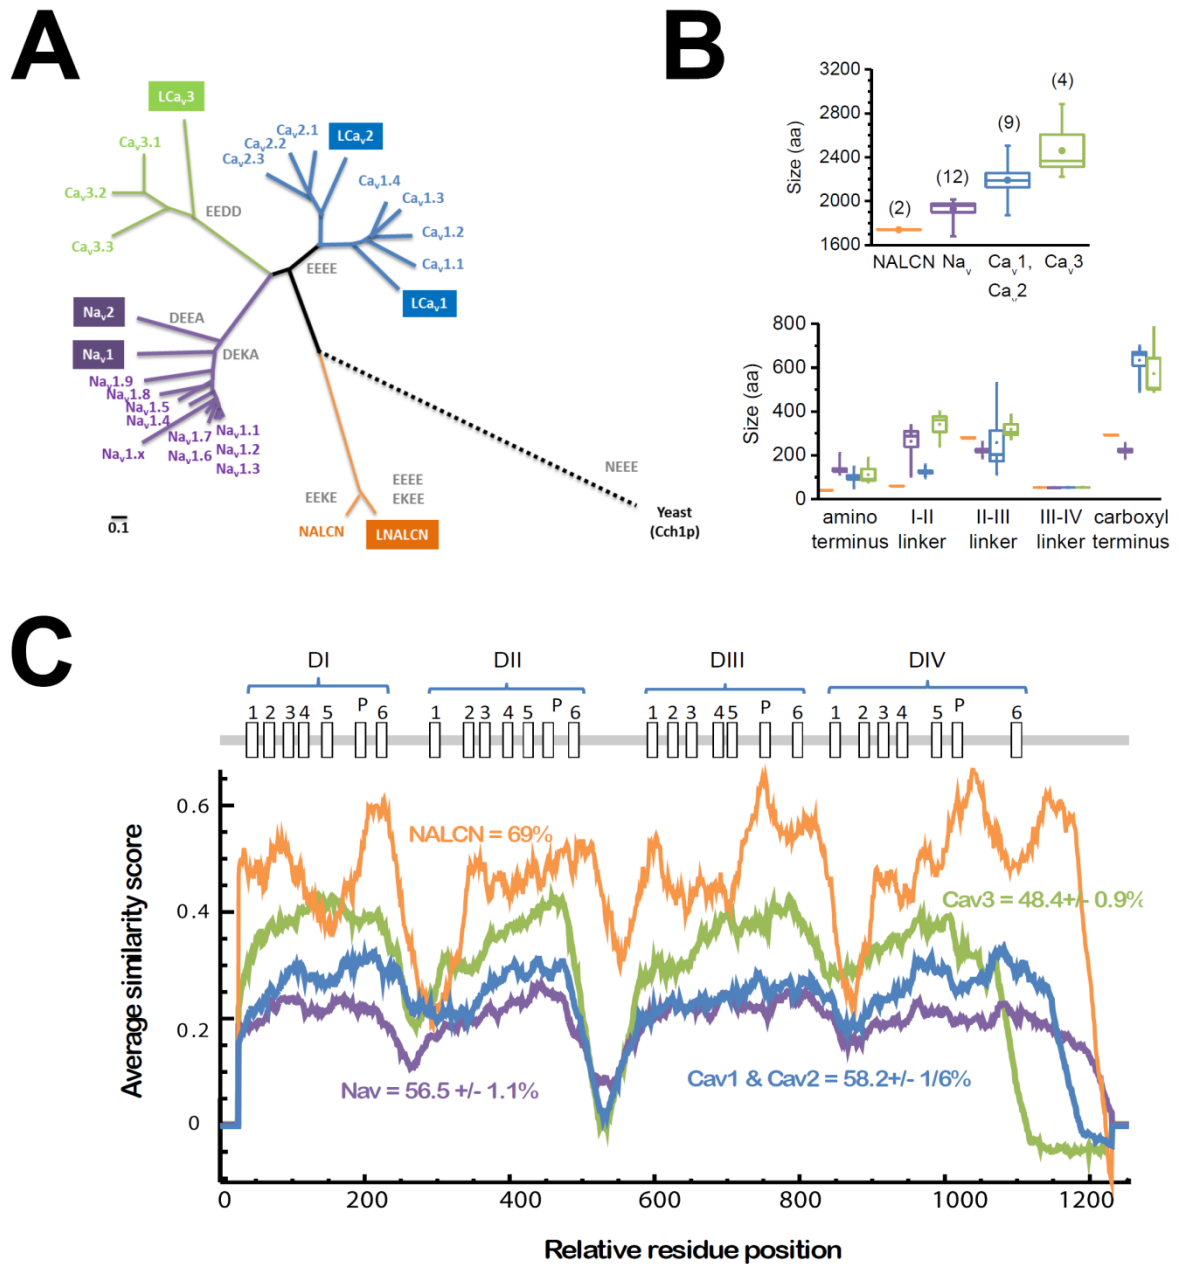 A
LCav3
Cav3.1
Cav3.2
Cav3.3
EEDD
Cav2.1
Cav2.2
Cav2.3
LCav2
Cav1.4
Cav1.3
Cav1.2
Cav1.1
LCav1
EEEE
Nav2
DEEA
Nav1
DEKA
Nav1.9
Nav1.8
Nav1.5
Nav1.4
Nav1.x
Nav1.7
Nav1.6
Nav1.1
Nav1.2
Nav1.3
0.1
EEKE
EEEE
EKEE
NALCN
LNALCN
NEEE
Yeast
(Cch1p)
B
Size (aa)
3200
2800
2400
2000
1600
(2)
(12)
(9)
(4)
NALCN Nav Cav1, Cav3
Cav2
Size (aa)
800
600
400
200
0
amino I-II II-III III-IV carboxyl
terminus linker linker linker terminus
C
DI DII DIII DIV
1 2 3 4 5 P 6 1 2 3 4 5 P 6 1 2 3 4 5 P 6 1 2 3 4 5 P 6
Average similarity score
0.6
0.4
0.2
0
NALCN = 69%
Cav3 = 48.4+/- 0.9%
Nav = 56.5 +/- 1.1%
Cav1 & Cav2 = 58.2+/- 1/6%
0 200 400 600 800 1000 1200
Relative residue position